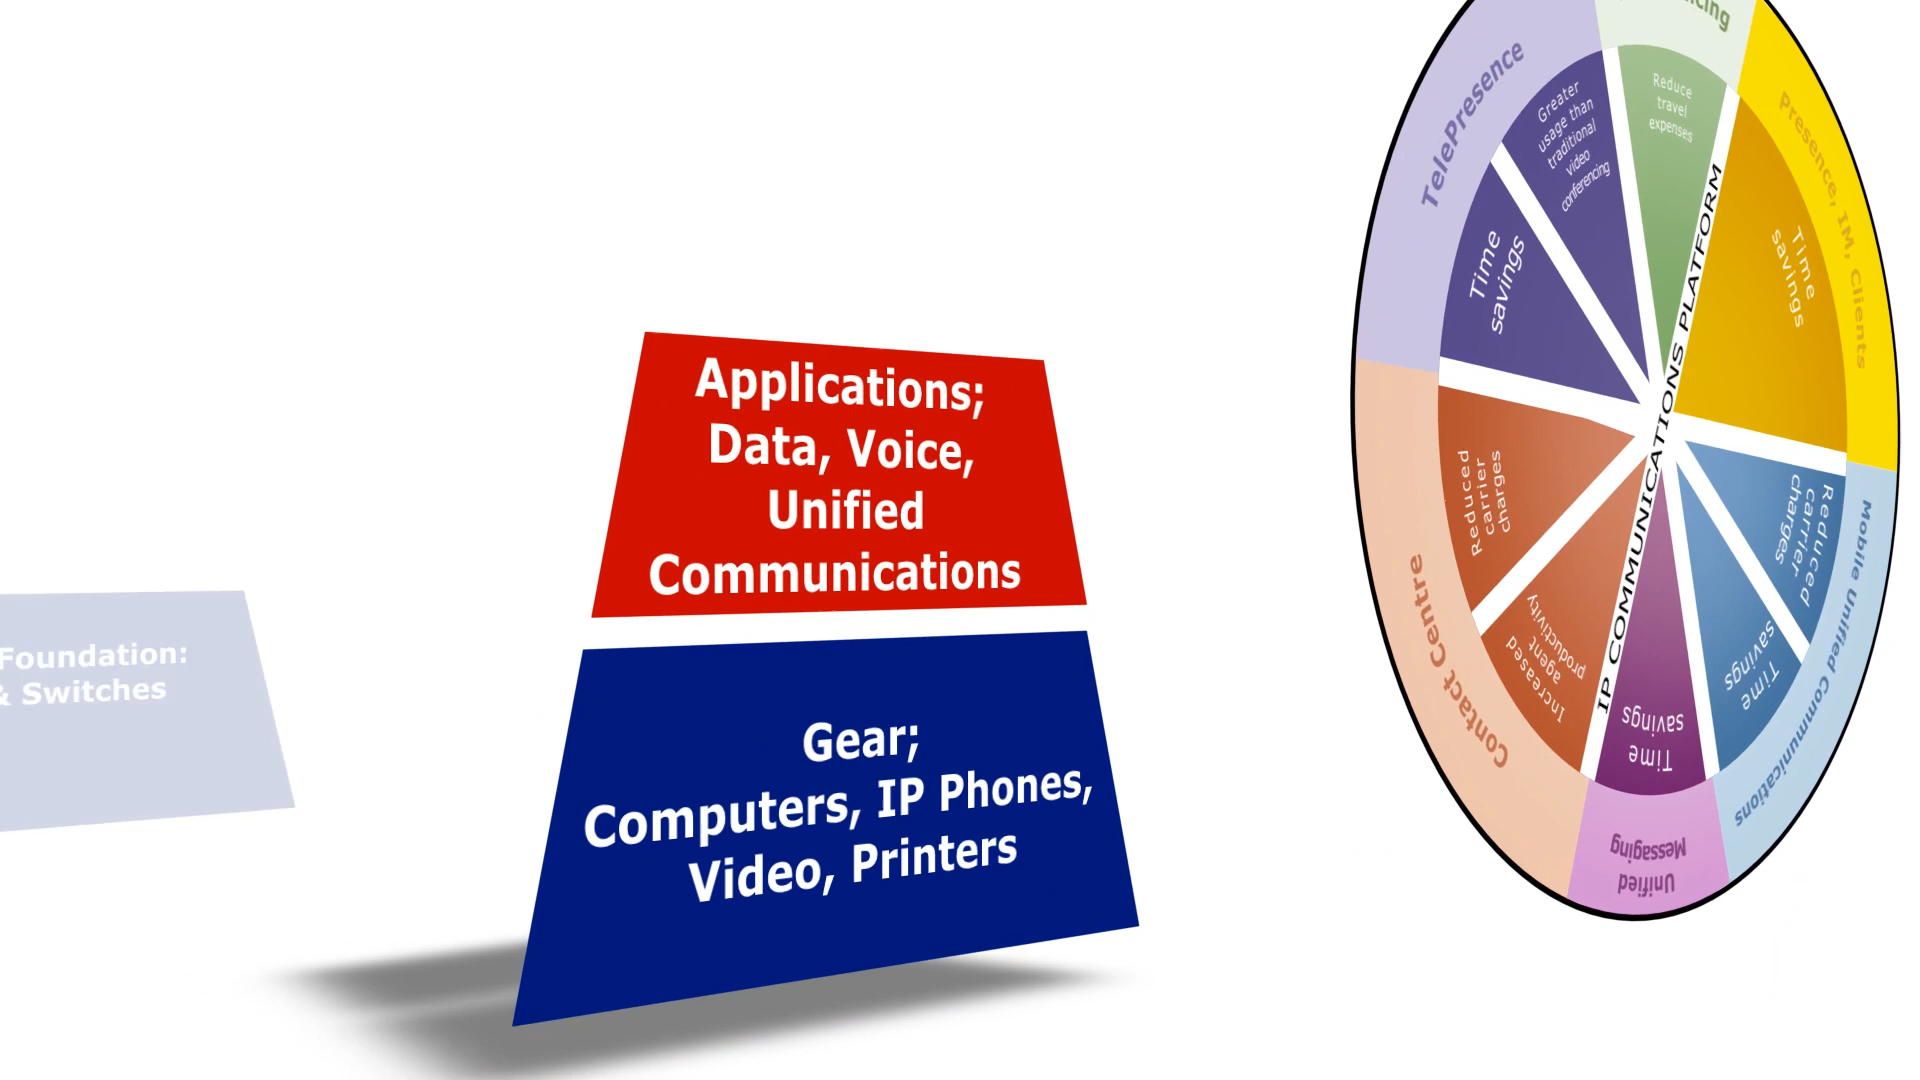 Foundation:
& Switches
Applications;
Data, Voice,
Unified
Communications
Gear;
Computers, IP Phones,
Video, Printers
TelePresence
Greater
usage than
traditional
video
conferencing
Time
savings
Reduce
travel
expenses
Presence, IM, Clients
Time
savings
IP COMMUNICATIONS PLATFORM
Reduced
carrier
charges
Time
savings
Mobile Unified Communications
Time
savings
Unified
Messaging
Increased
agent
productivity
Reduced
carrier
charges
Contact Centre